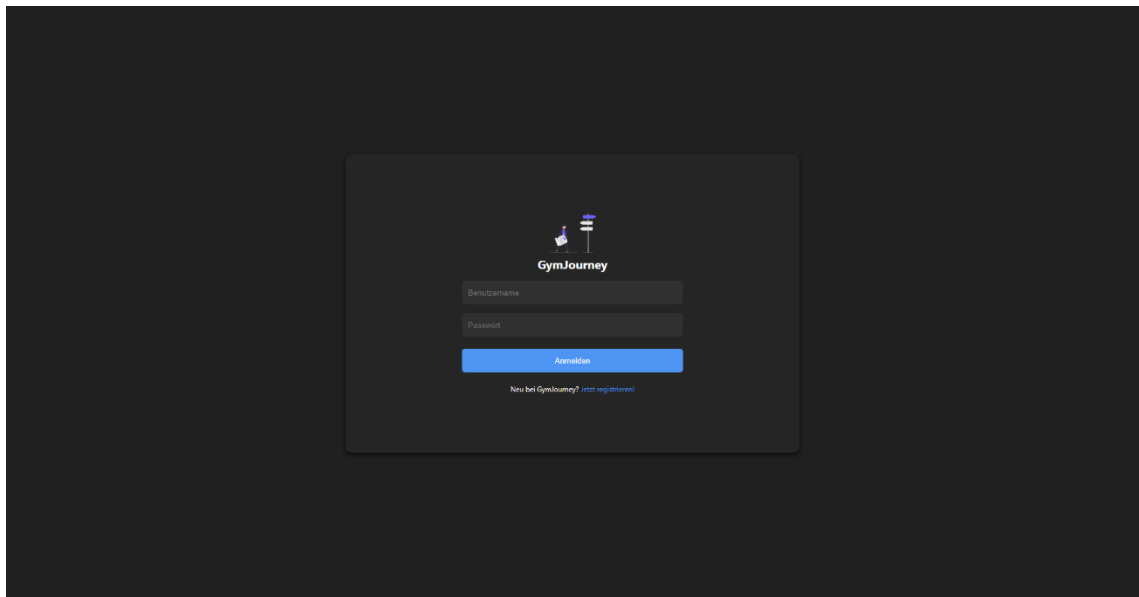 GymJourney
Benutzername
Passwort
Anmelden
Neu bei GymJourney? Jetzt registrieren!